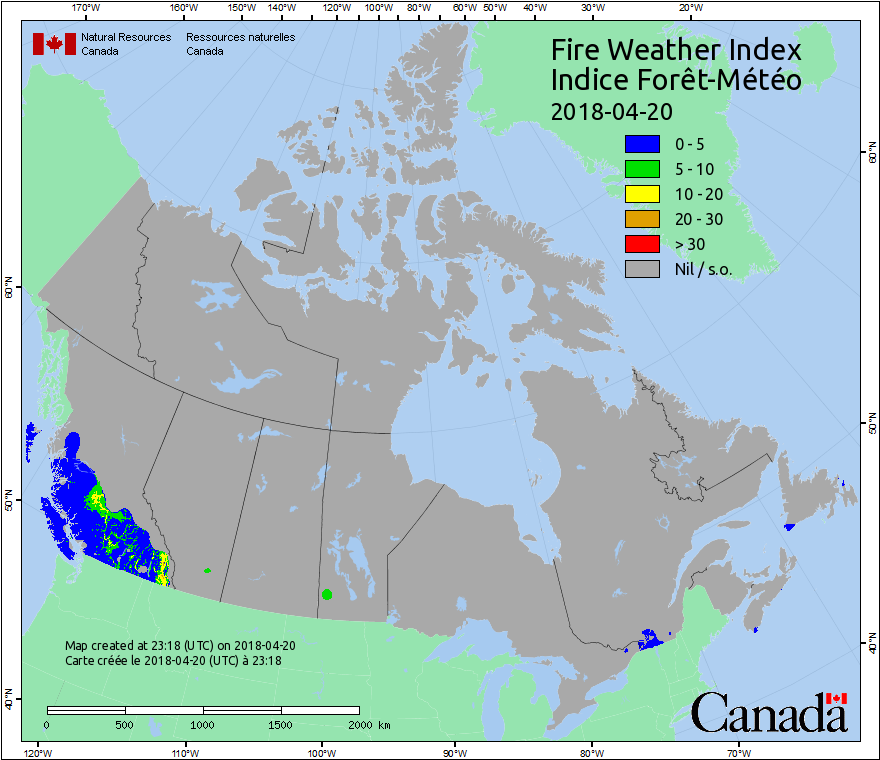 170°W 160°W 150°W 140°W 130°W 120°W 110°W 100°W 90°W 80°W 60°W 50°W 40°W 30°W 20°W
Natural Resources Ressources naturelles
Canada Canada
Fire Weather Index
Indice Forêt-Météo
2018-04-20
0 - 5
5 - 10
10 - 20
20 - 30
> 30
Nil / s.o.
60°N
60°N
50°N
50°N
40°N
40°N
Map created at 23:18 (UTC) on 2018-04-20
Carte créée le 2018-04-20 (UTC) à 23:18
0 500 1000 1500 2000 km
Canada
120°W 110°W 100°W 90°W 80°W 70°W